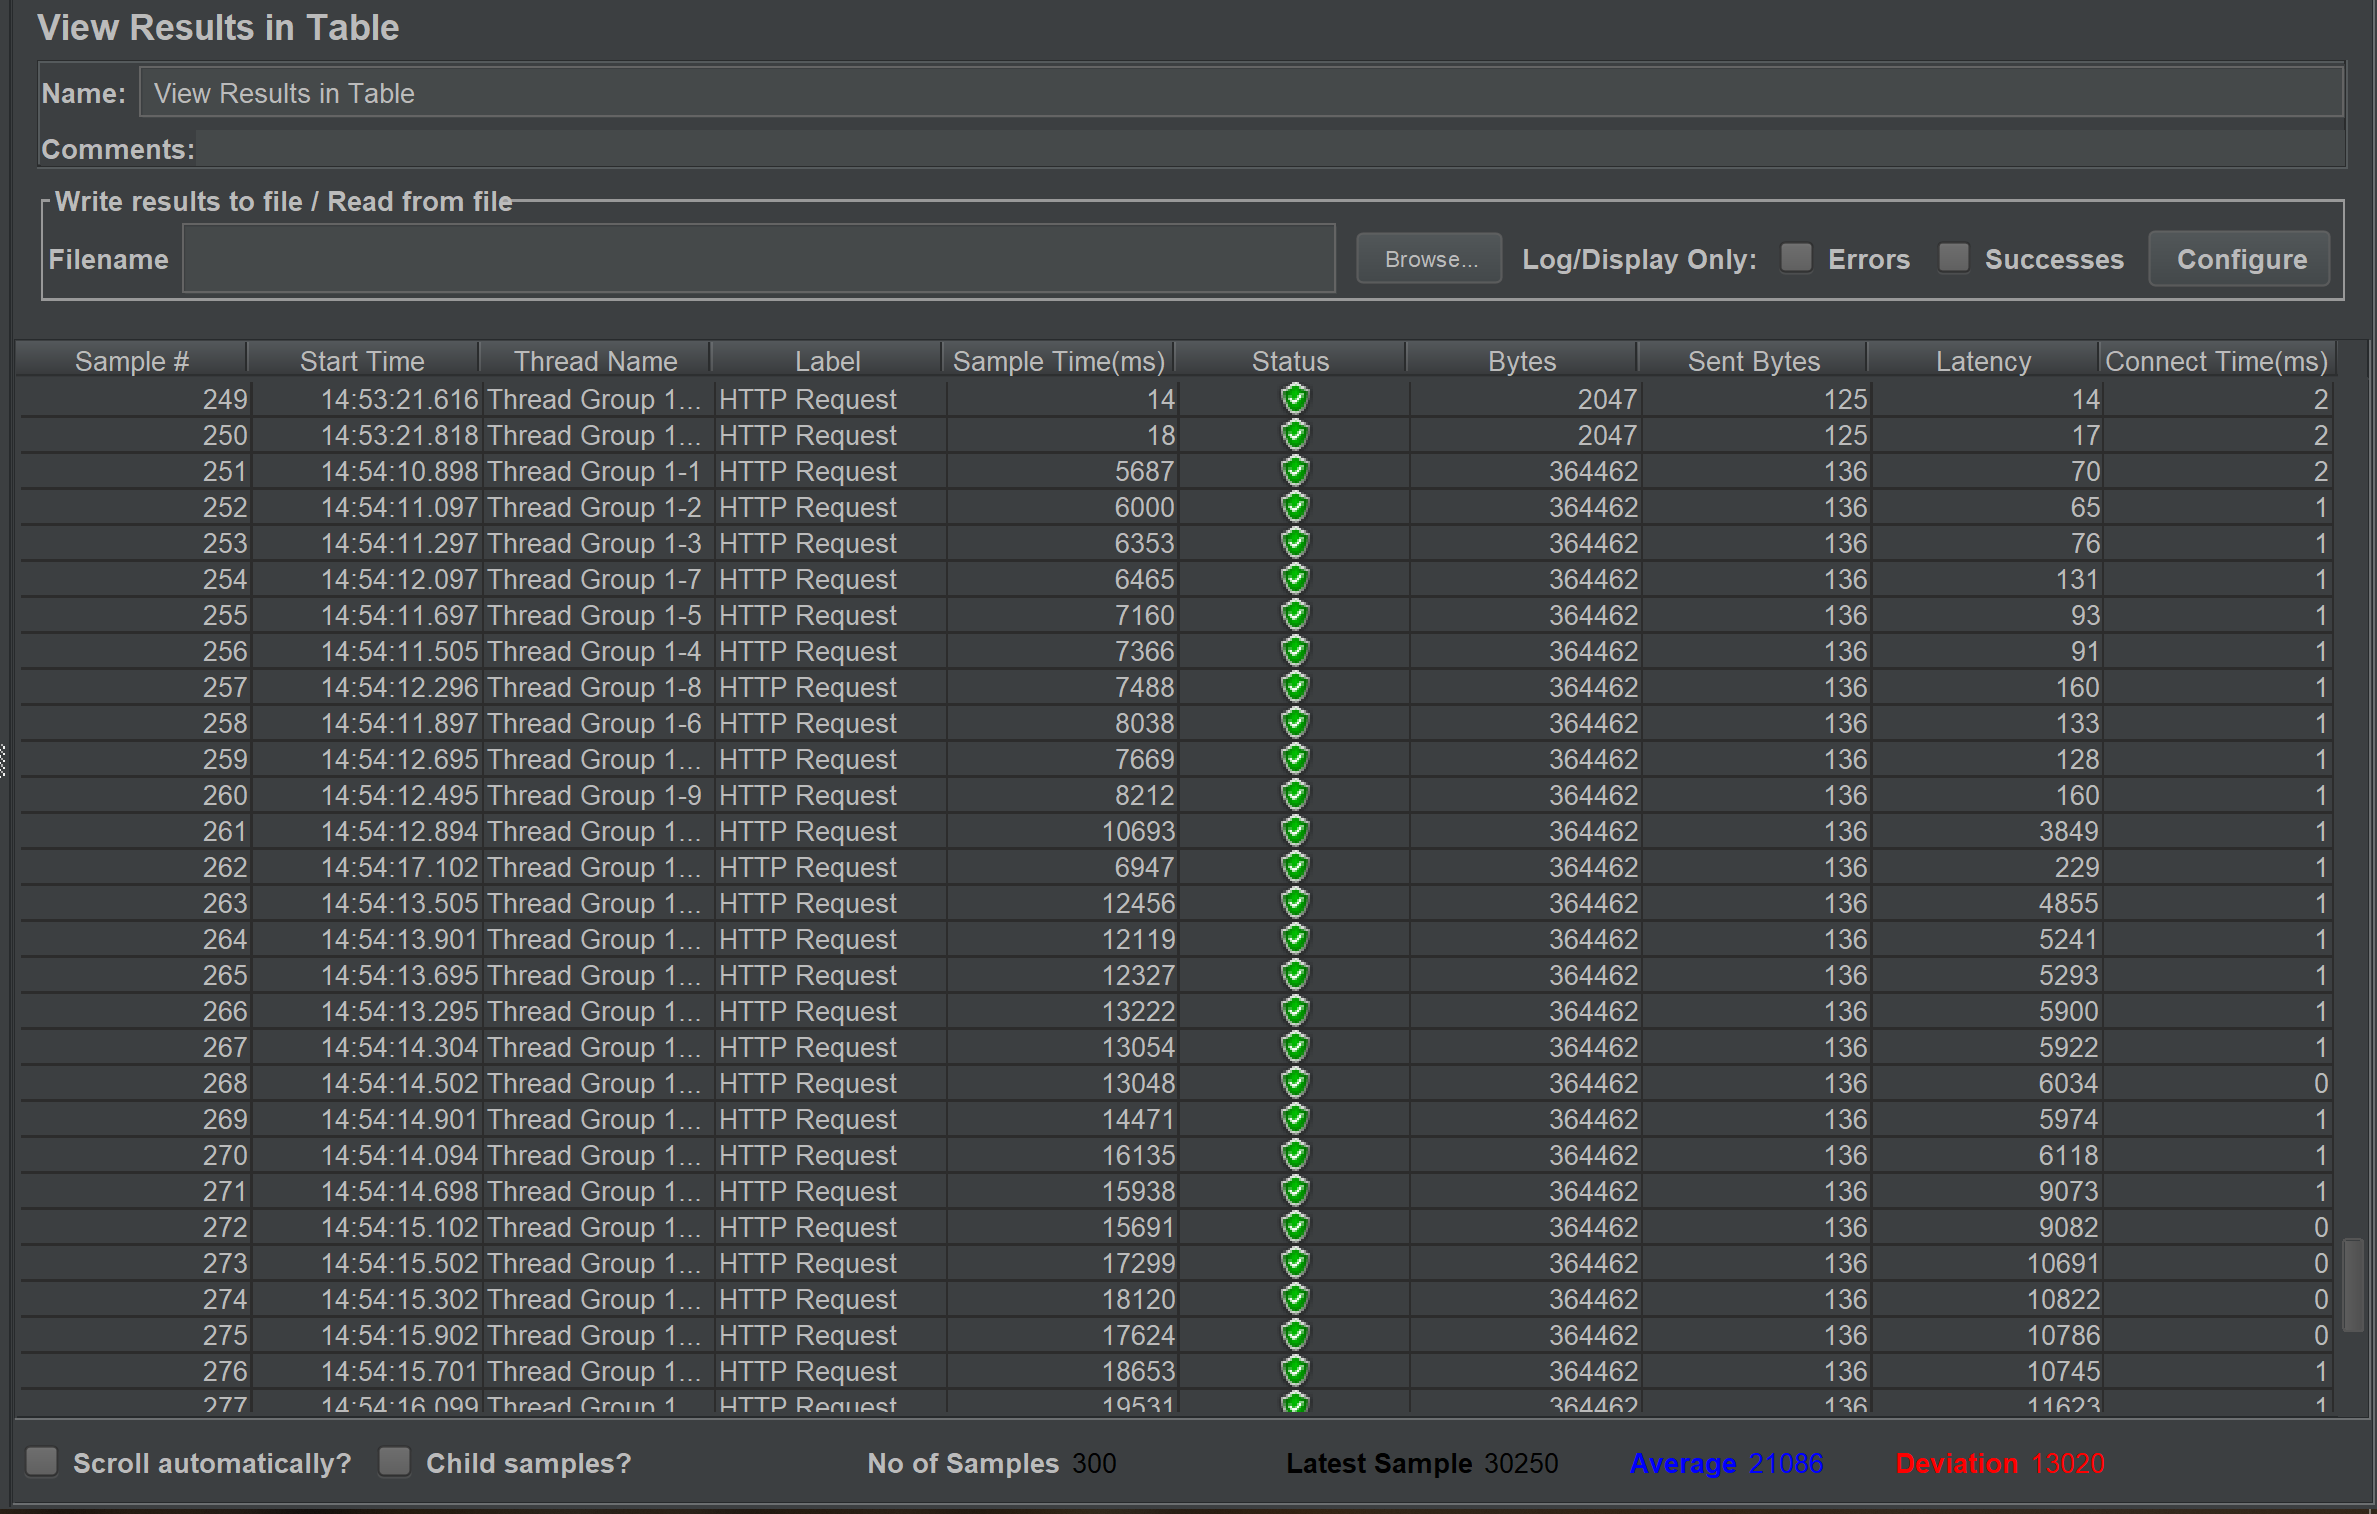 View Results in Table
Name: View Results in Table
Comments:
Write results to file / Read from file
Filename Browse... Log/Display Only: Errors Successes Configure
Sample # Start Time Thread Name Label Sample Time(ms) Status Bytes Sent Bytes Latency Connect Time(ms)
249 14:53:21.616 Thread Group 1... HTTP Request 14 2047 125 14 2
250 14:53:21.818 Thread Group 1... HTTP Request 18 2047 125 17 2
251 14:54:10.898 Thread Group 1-1 HTTP Request 5687 364462 136 70 2
252 14:54:11.097 Thread Group 1-2 HTTP Request 6000 364462 136 65 1
253 14:54:11.297 Thread Group 1-3 HTTP Request 6353 364462 136 76 1
254 14:54:12.097 Thread Group 1-7 HTTP Request 6465 364462 136 131 1
255 14:54:11.697 Thread Group 1-5 HTTP Request 7160 364462 136 93 1
256 14:54:11.505 Thread Group 1-4 HTTP Request 7366 364462 136 91 1
257 14:54:12.296 Thread Group 1-8 HTTP Request 7488 364462 136 160 1
258 14:54:11.897 Thread Group 1-6 HTTP Request 8038 364462 136 133 1
259 14:54:12.695 Thread Group 1... HTTP Request 7669 364462 136 128 1
260 14:54:12.495 Thread Group 1-9 HTTP Request 8212 364462 136 160 1
261 14:54:12.894 Thread Group 1... HTTP Request 10693 364462 136 3849 1
262 14:54:17.102 Thread Group 1... HTTP Request 6947 364462 136 229 1
263 14:54:13.505 Thread Group 1... HTTP Request 12456 364462 136 4855 1
264 14:54:13.901 Thread Group 1... HTTP Request 12119 364462 136 5241 1
265 14:54:13.695 Thread Group 1... HTTP Request 12327 364462 136 5293 1
266 14:54:13.295 Thread Group 1... HTTP Request 13222 364462 136 5900 1
267 14:54:14.304 Thread Group 1... HTTP Request 13054 364462 136 5922 1
268 14:54:14.502 Thread Group 1... HTTP Request 13048 364462 136 6034 0
269 14:54:14.901 Thread Group 1... HTTP Request 14471 364462 136 5974 1
270 14:54:14.094 Thread Group 1... HTTP Request 16135 364462 136 6118 1
271 14:54:14.698 Thread Group 1... HTTP Request 15938 364462 136 9073 1
272 14:54:15.102 Thread Group 1... HTTP Request 15691 364462 136 9082 0
273 14:54:15.502 Thread Group 1... HTTP Request 17299 364462 136 10691 0
274 14:54:15.302 Thread Group 1... HTTP Request 18120 364462 136 10822 0
275 14:54:15.902 Thread Group 1... HTTP Request 17624 364462 136 10786 0
276 14:54:15.701 Thread Group 1... HTTP Request 18653 364462 136 10745 1
277 14:54:16.099 Thread Group 1... HTTP Request 19531 364462 136 11623 1
Scroll automatically? Child samples? No of Samples 300 Latest Sample 30250 Average 21086 Deviation 13020